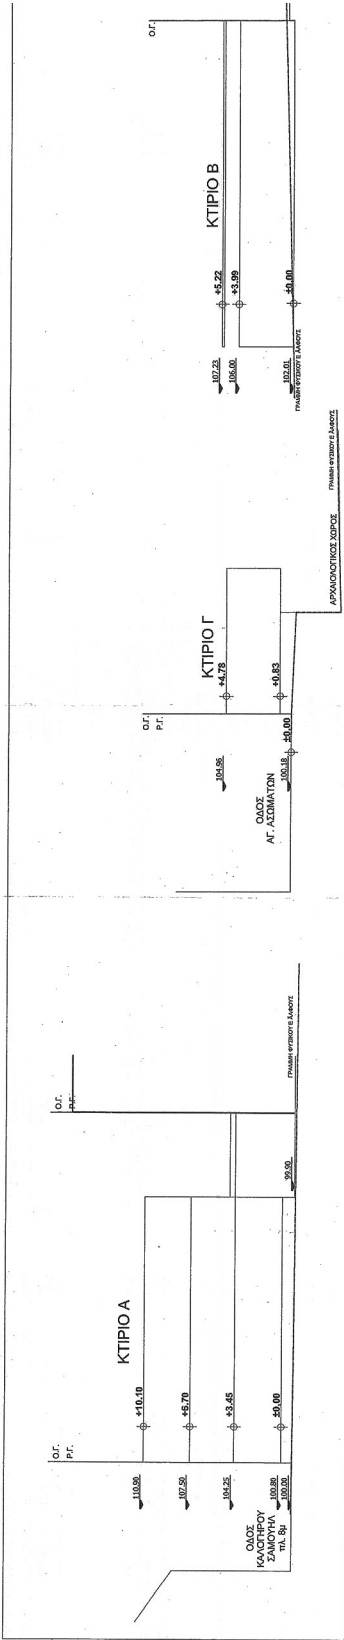 Ο.Γ.
ΚΤΙΡΙΟ Β
+5.22
+3.99
±0.00
107.23
106.00
102.01
ΓΡΑΜΜΗ ΦΥΣΙΚΟΥ ΕΔΑΦΟΥΣ
ΓΡΑΜΜΗ ΦΥΣΙΚΟΥ ΕΔΑΦΟΥΣ
ΑΡΧΑΙΟΛΟΓΙΚΟΣ ΧΩΡΟΣ
ΚΤΙΡΙΟ Γ
+4.78
+0.83
Ο.Γ.
Ρ.Γ.
±0.00
104.96
100.18
ΟΔΟΣ
ΑΓ. ΑΣΩΜΑΤΩΝ
ΓΡΑΜΜΗ ΦΥΣΙΚΟΥ ΕΔΑΦΟΥΣ
Ο.Γ.
Ρ.Γ.
99.90
ΚΤΙΡΙΟ Α
+10.10
+6.70
+3.45
±0.00
Ο.Γ.
Ρ.Γ.
110.90
107.50
104.25
100.80
100.00
ΟΔΟΣ
ΚΑΛΟΓΗΡΟΥ
ΣΑΜΟΥΗΛ
πλ. 8μ